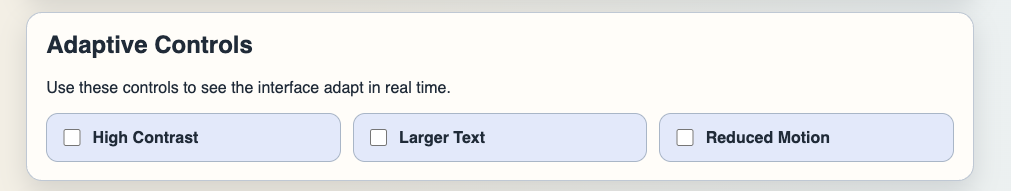 Adaptive Controls
Use these controls to see the interface adapt in real time.
High Contrast
Larger Text
Reduced Motion